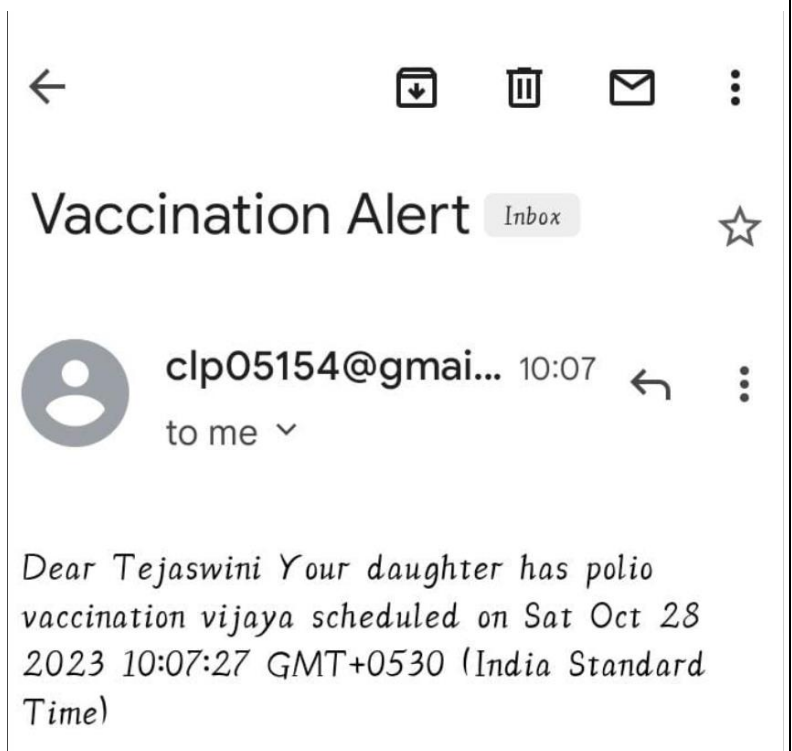 Vaccination Alert Inbox
clp05154@gmai... 10:07
to me
Dear Tejaswini Your daughter has polio
vaccination vijaya scheduled on Sat Oct 28
2023 10:07:27 GMT+0530 (India Standard
Time)